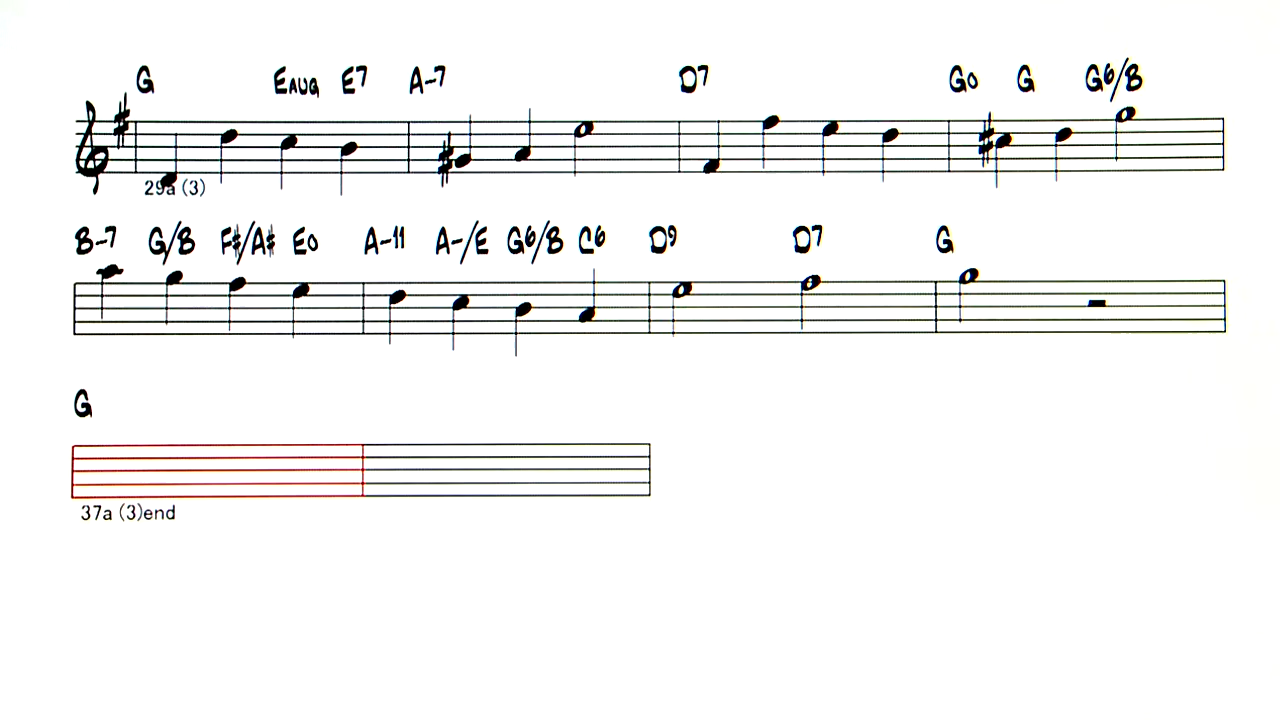 G EAUG E7 A-7 D7 Go G G6/B
29a (3)
B-7 G/B F#/A# Eo A-11 A-/E G6/B C6 D9 D7 G
G
37a (3)end